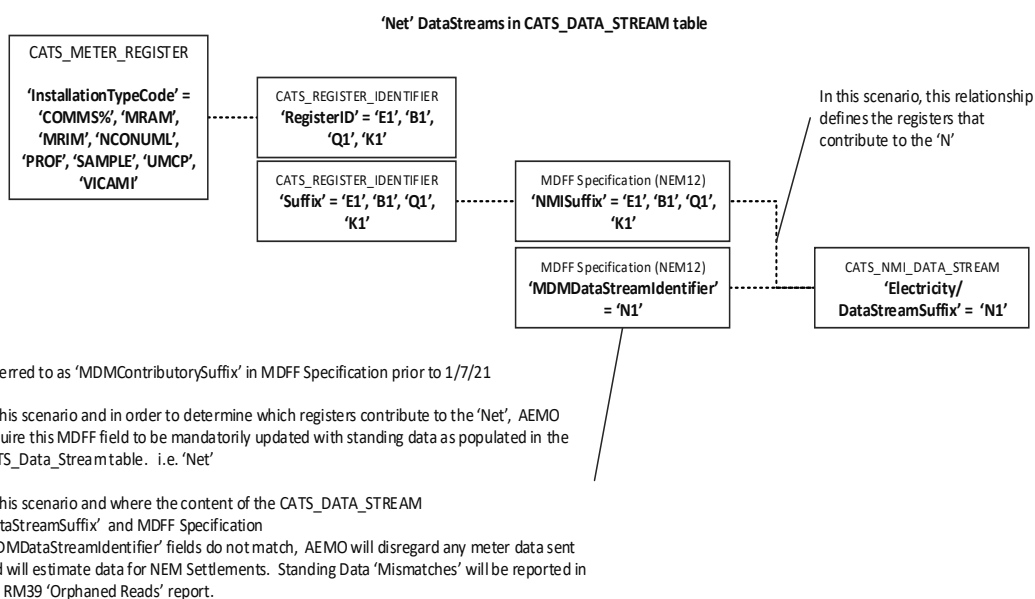 ‘Net’ DataStreams in CATS_DATA_STREAM table
CATS_METER_REGISTER
‘InstallationTypeCode’ =
‘COMMS%’, ‘MRAM’,
‘MRIM’, ‘NCONUML’,
‘PROF’, ‘SAMPLE’, ‘UMCP’,
‘VICAMI’
CATS_REGISTER_IDENTIFIER
‘RegisterID’ = ‘E1’, ‘B1’,
‘Q1’, ‘K1’
CATS_REGISTER_IDENTIFIER
‘Suffix’ = ‘E1’, ‘B1’, ‘Q1’,
‘K1’
MDFF Specification (NEM12)
‘NMISuffix’ = ‘E1’, ‘B1’, ‘Q1’,
‘K1’
MDFF Specification (NEM12)
‘MDMDataStreamIdentifier’
= ‘N1’
In this scenario, this relationship
defines the registers that
contribute to the ‘N’
CATS_NMI_DATA_STREAM
‘Electricity/
DataStreamSuffix’ = ‘N1’
erred to as ‘MDMContributorySuffix’ in MDFF Specification prior to 1/7/21
his scenario and in order to determine which registers contribute to the ‘Net’, AEMO
uire this MDFF field to be mandatorily updated with standing data as populated in the
TS_Data_Stream table. i.e. ‘Net’
his scenario and where the content of the CATS_DATA_STREAM
taStreamSuffix’ and MDFF Specification
DMDataStreamIdentifier’ fields do not match, AEMO will disregard any meter data sent
d will estimate data for NEM Settlements. Standing Data ‘Mismatches’ will be reported in
RM39 ‘Orphaned Reads’ report.